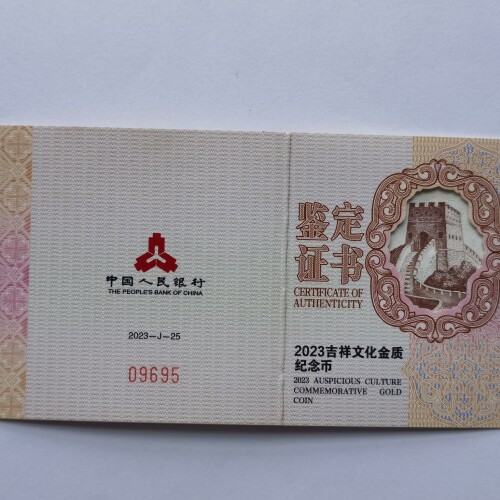 中国人民银行
THE PEOPLE'S BANK OF CHINA
2023—J—25
09695
鉴定
证书
CERTIFICATE OF
AUTHENTICITY
2023吉祥文化金质
纪念币
2023 AUSPICIOUS CULTURE
COMMEMORATIVE GOLD
COIN